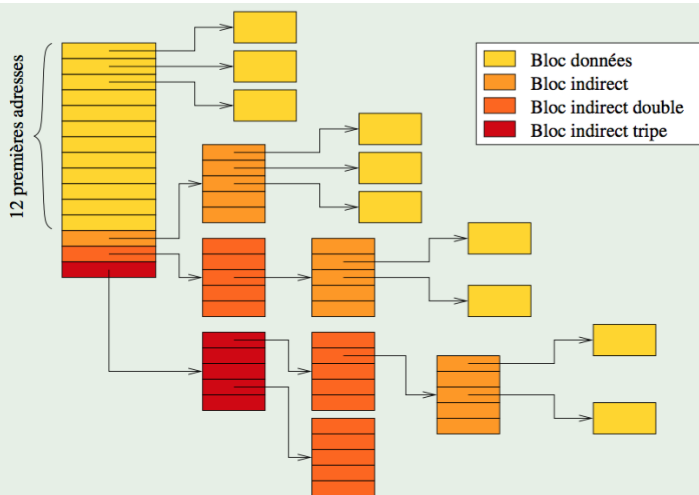 12 premières adresses
Bloc données
Bloc indirect
Bloc indirect double
Bloc indirect tripe